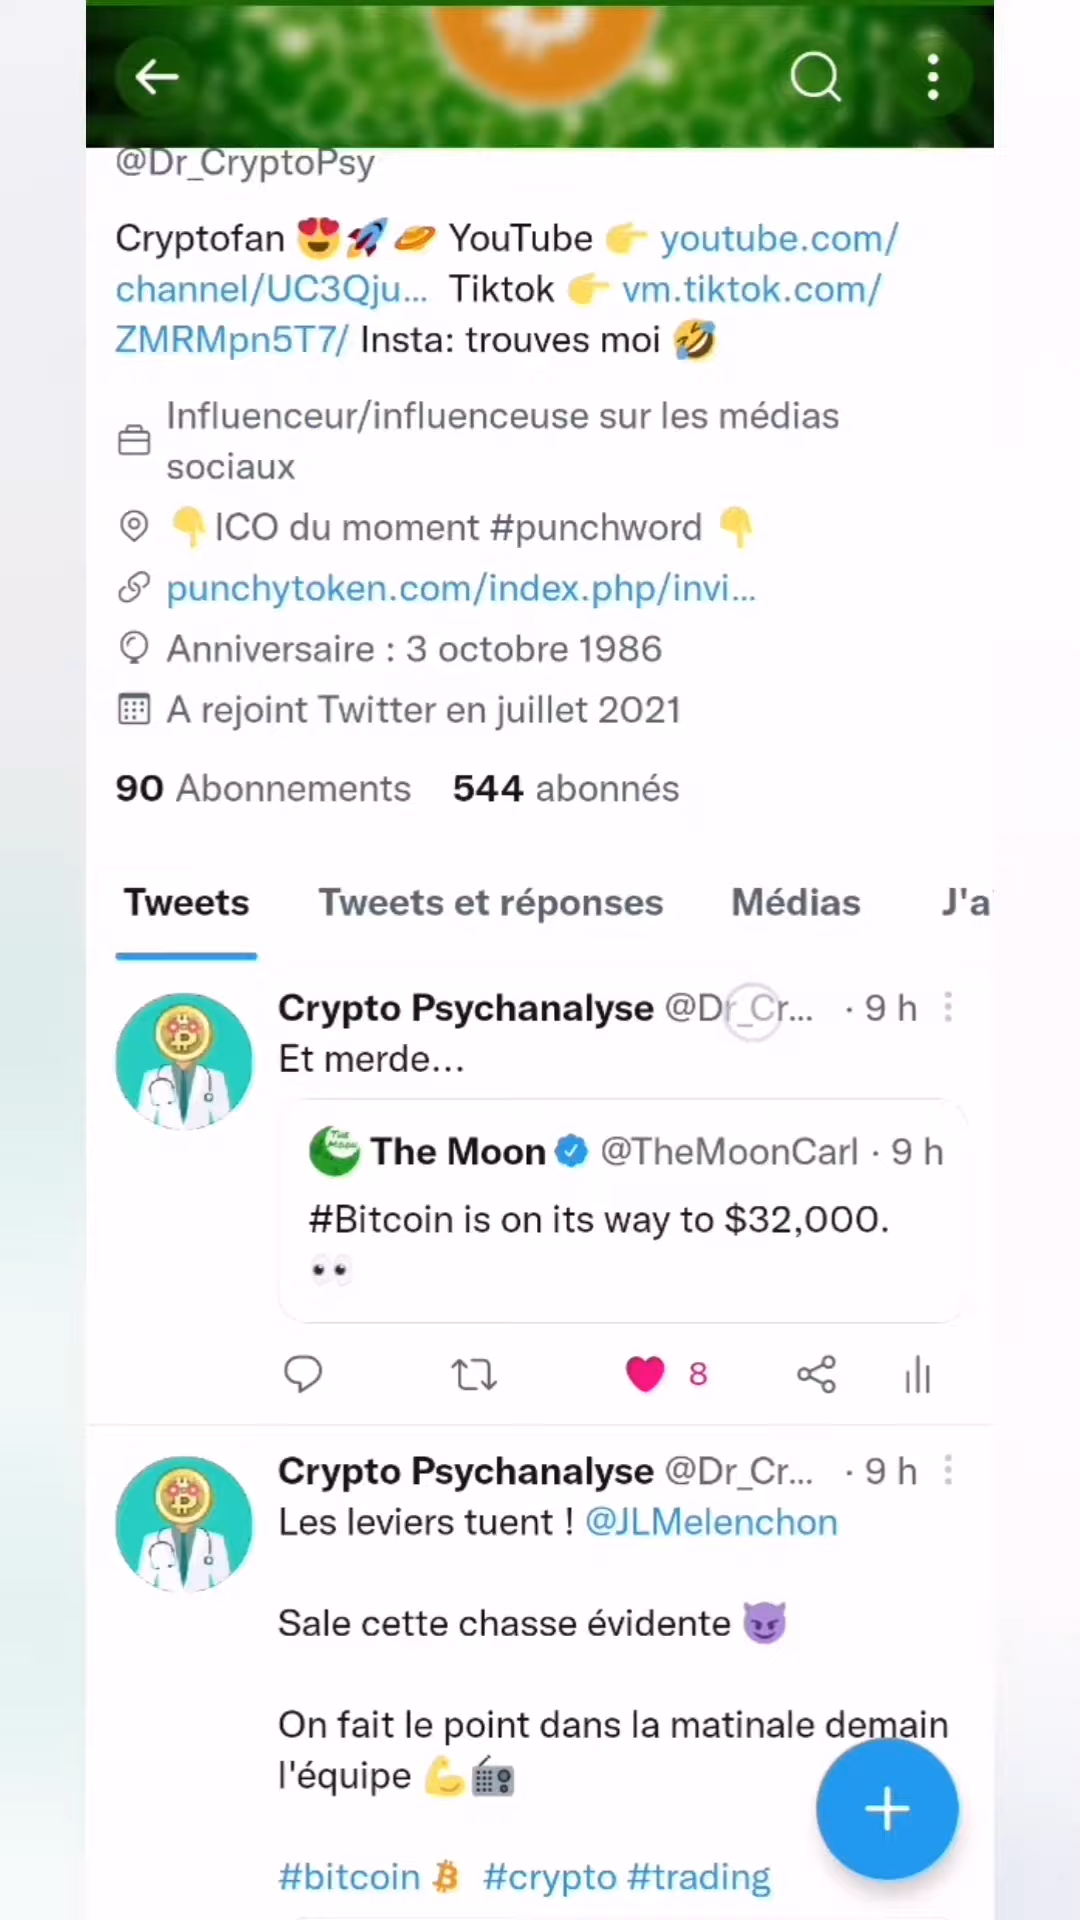 @Dr_CryptoPsy
Cryptofan 😍🚀🪐 YouTube 👉 youtube.com/
channel/UC3Qju... Tiktok 👉 vm.tiktok.com/
ZMRMpn5T7/ Insta: trouves moi 🤣
Influenceur/influenceuse sur les médias
sociaux
👇ICO du moment #punchword 👇
punchytoken.com/index.php/invi...
Anniversaire : 3 octobre 1986
A rejoint Twitter en juillet 2021
90 Abonnements 544 abonnés
Tweets Tweets et réponses Médias J'a
Crypto Psychanalyse @Dr_Cr... · 9 h
Et merde...
THE MOON
The Moon @TheMoonCarl · 9 h
#Bitcoin is on its way to $32,000.
👀
8
Crypto Psychanalyse @Dr_Cr... · 9 h
Les leviers tuent ! @JLMelenchon
Sale cette chasse évidente 😈
On fait le point dans la matinale demain
l'équipe 💪📻
#bitcoin #crypto #trading